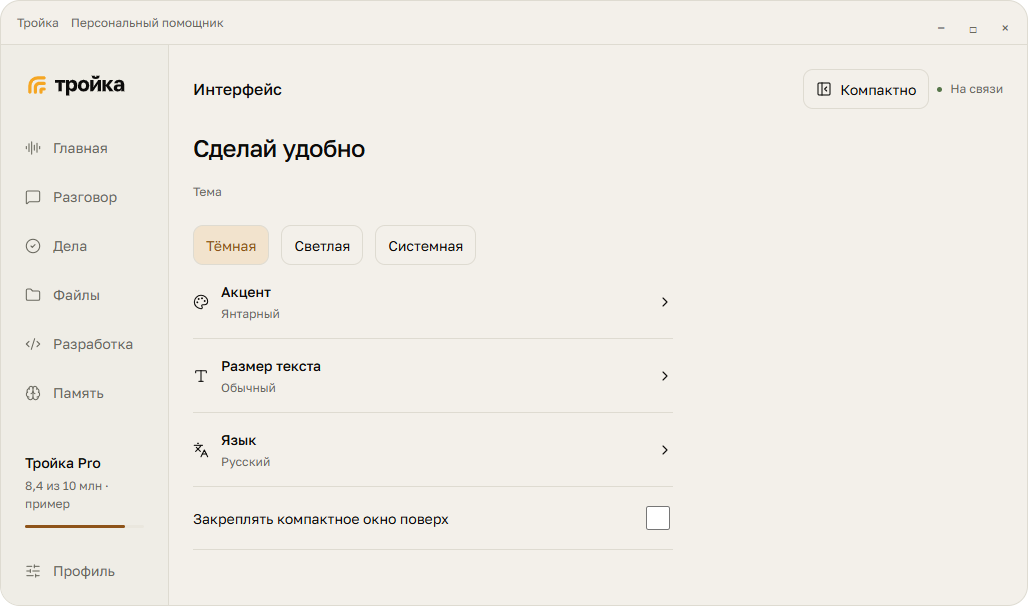 Тройка Персональный помощник
тройка
Главная
Разговор
Дела
Файлы
Разработка
Память
Тройка Pro
8,4 из 10 млн ·
пример
Профиль
Интерфейс
Компактно
На связи
Сделай удобно
Тема
Тёмная
Светлая
Системная
Акцент
Янтарный
Размер текста
Обычный
Язык
Русский
Закреплять компактное окно поверх